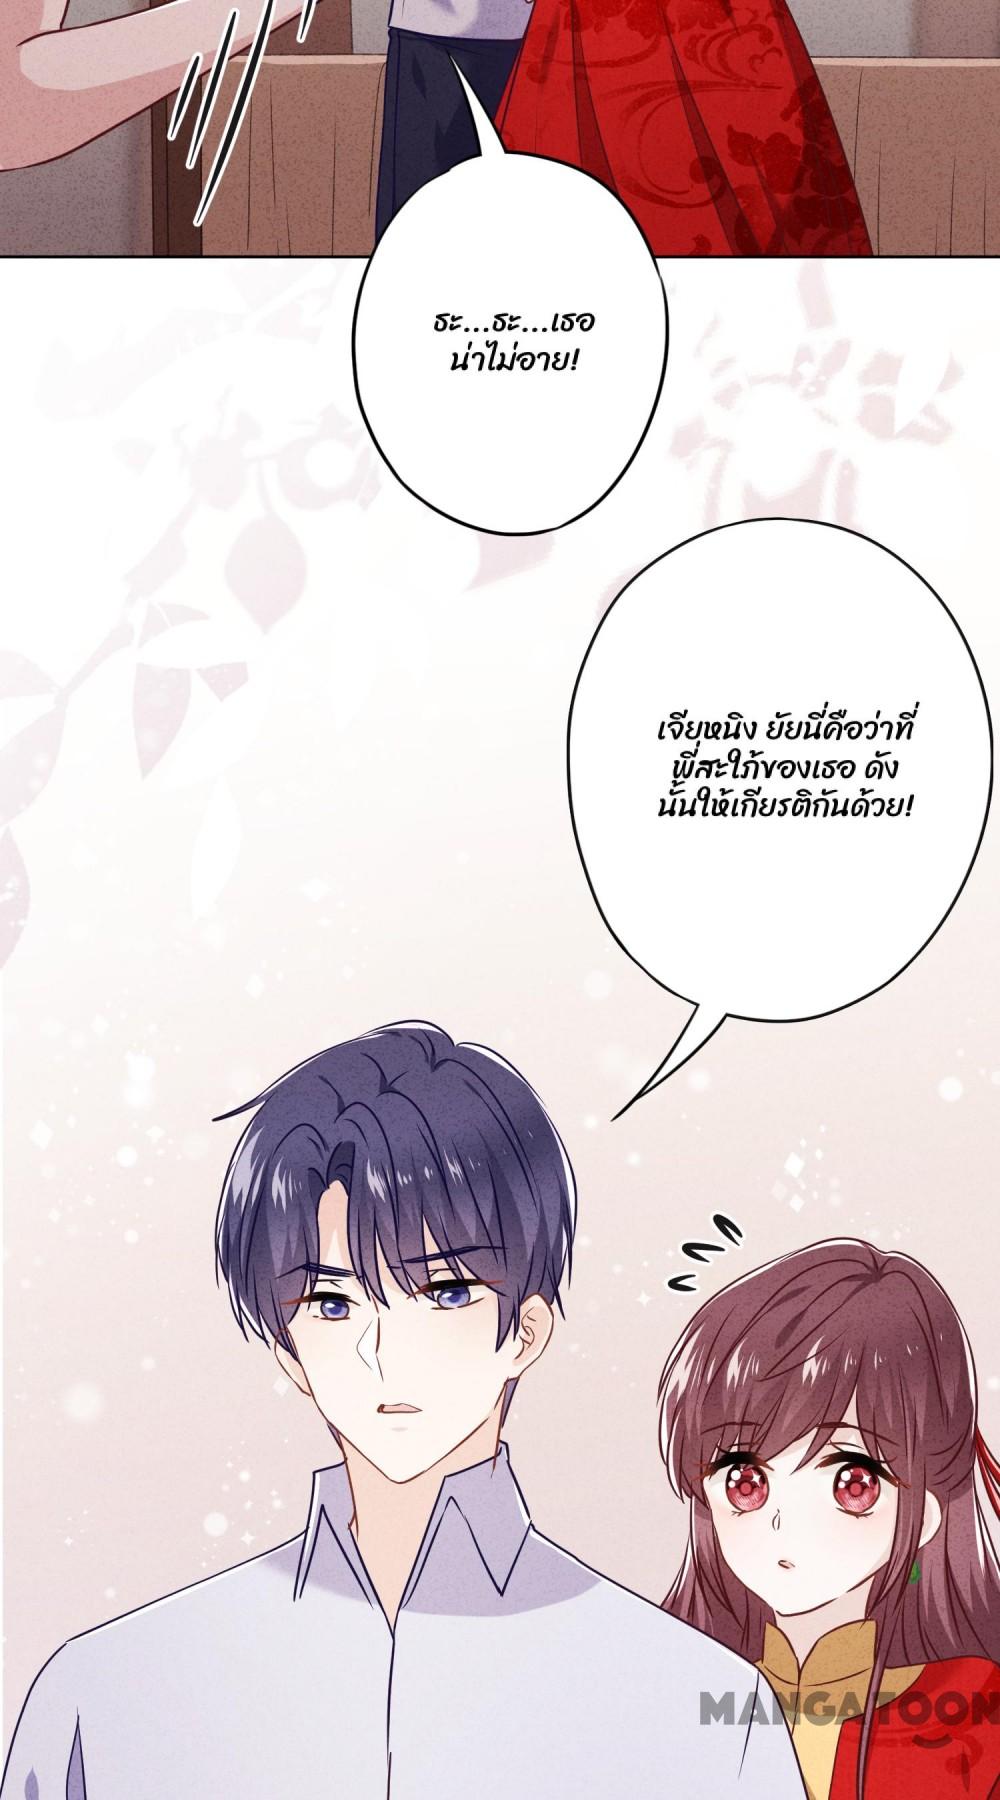 ธะ...ธะ...เธอ
น่าไม่อาย!
เจียหนิง ยัยนี่คือว่าที่
พี่สะใภ้ของเธอ ดัง
นั้นให้เกียรติกันด้วย!
MANGATOON